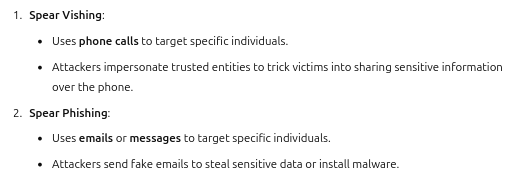 1. Spear Vishing:
• Uses phone calls to target specific individuals.
• Attackers impersonate trusted entities to trick victims into sharing sensitive information
over the phone.
2. Spear Phishing:
• Uses emails or messages to target specific individuals.
• Attackers send fake emails to steal sensitive data or install malware.